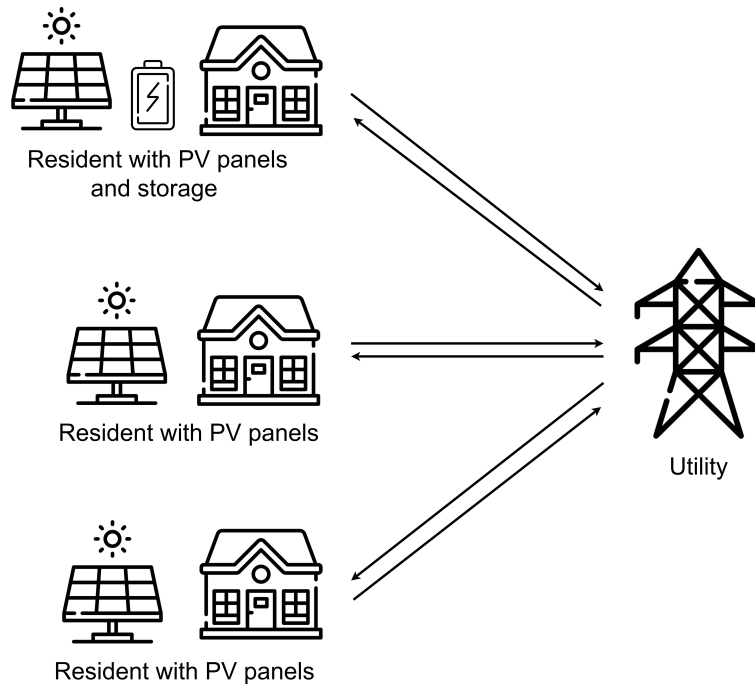 Resident with PV panels
and storage
Resident with PV panels
Utility
Resident with PV panels